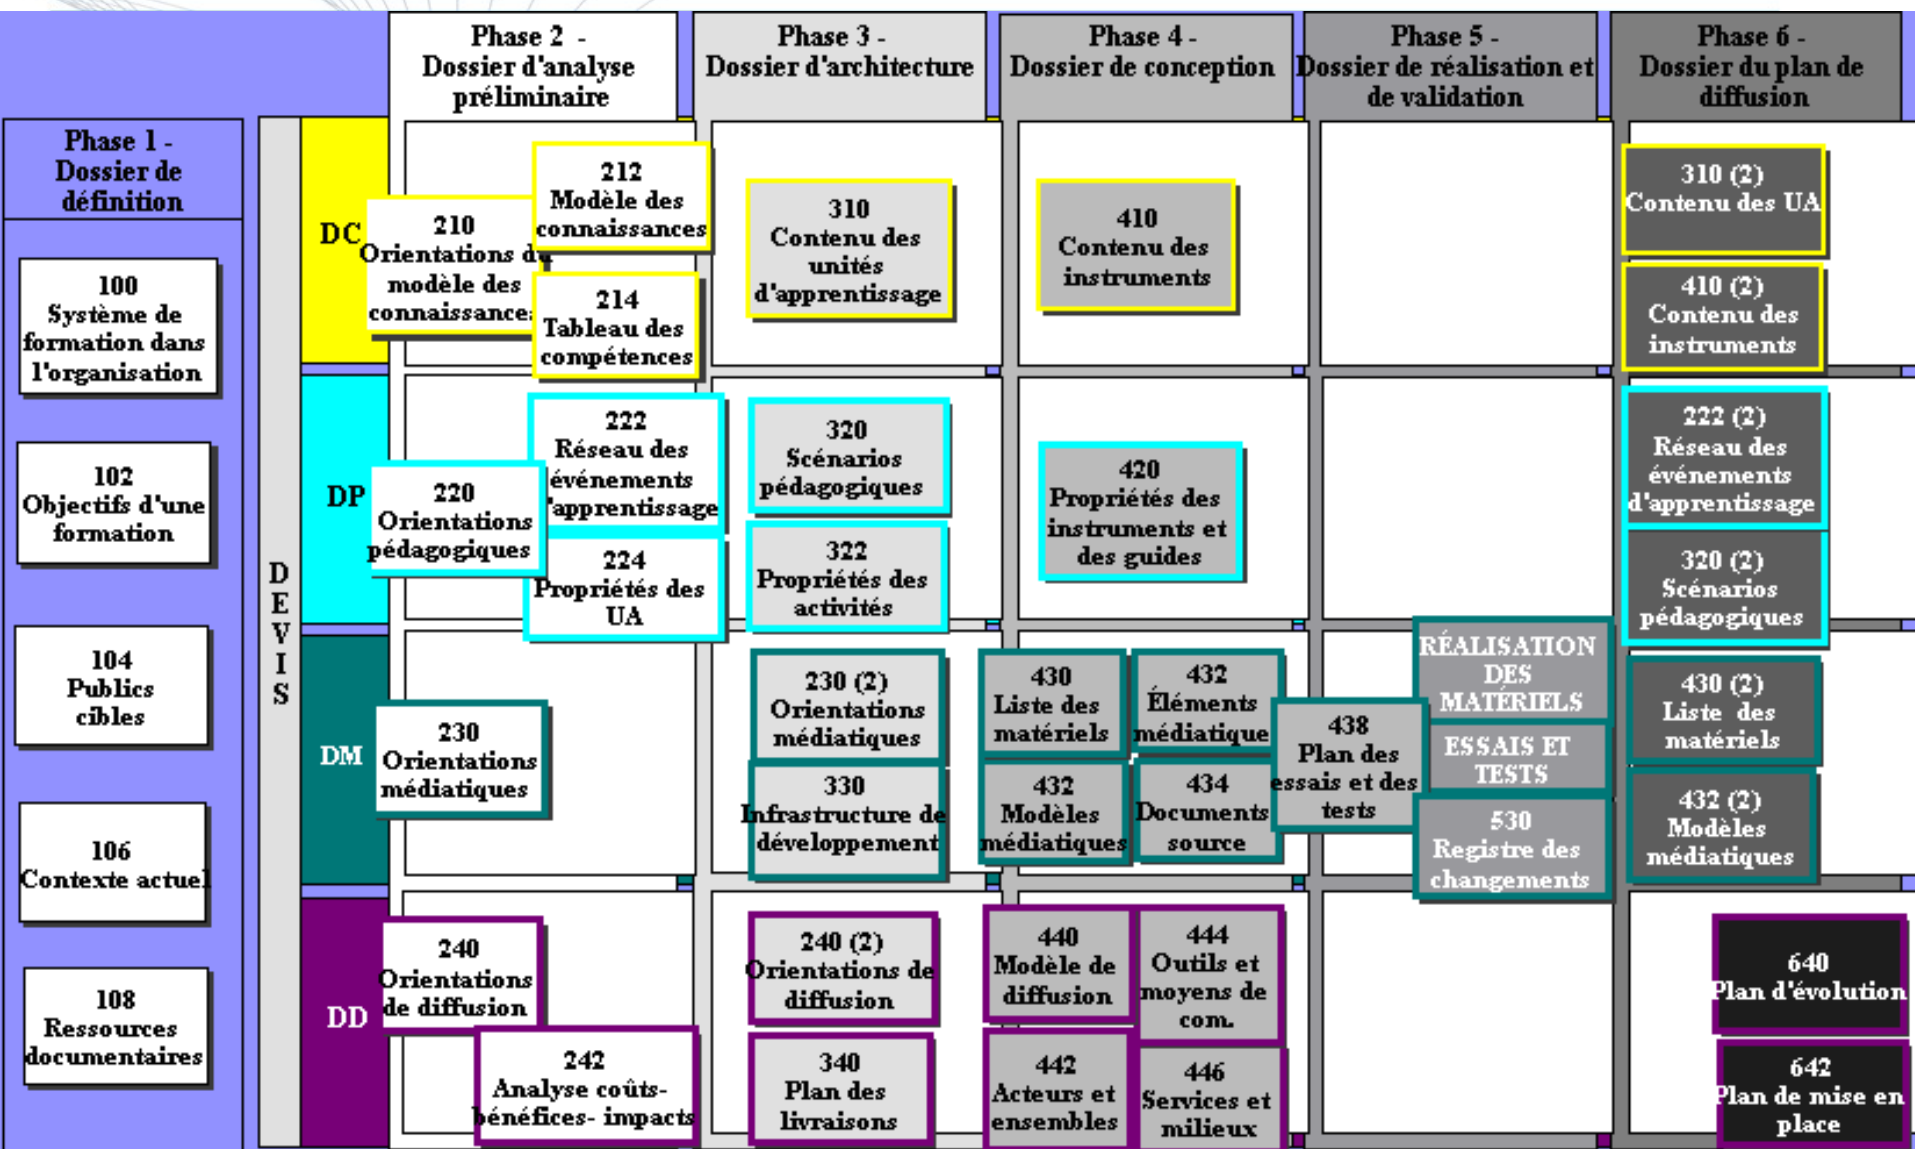 Phase 1 -
Dossier de
définition
100
Système de
formation dans
l'organisation
102
Objectifs d'une
formation
104
Publics
cibles
106
Contexte actuel
108
Ressources
documentaires
D
E
V
I
S
Phase 2 -
Dossier d'analyse
préliminaire
Phase 3 -
Dossier d'architecture
Phase 4 -
Dossier de conception
Phase 5 -
Dossier de réalisation et
de validation
Phase 6 -
Dossier du plan de
diffusion
DC
210
Orientations du
modèle des
connaissances
212
Modèle des
connaissances
214
Tableau des
compétences
310
Contenu des
unités
d'apprentissage
410
Contenu des
instruments
310 (2)
Contenu des UA
410 (2)
Contenu des
instruments
DP
220
Orientations
pédagogiques
222
Réseau des
événements
'apprentissage
224
Propriétés des
UA
320
Scénarios
pédagogiques
322
Propriétés des
activités
420
Propriétés des
instruments et
des guides
222 (2)
Réseau des
événements
d'apprentissage
320 (2)
Scénarios
pédagogiques
DM
230
Orientations
médiatiques
230 (2)
Orientations
médiatiques
330
Infrastructure de
développement
430
Liste des
matériels
432
Éléments
médiatique
432
Modèles
médiatiques
434
Documents
source
438
Plan des
essais et des
tests
RÉALISATION
DES
MATÉRIELS
ESSAIS ET
TESTS
530
Registre des
changements
430 (2)
Liste des
matériels
432 (2)
Modèles
médiatiques
DD
240
Orientations
de diffusion
242
Analyse coûts-
bénéfices- impacts
240 (2)
Orientations de
diffusion
340
Plan des
livraisons
440
Modèle de
diffusion
444
Outils et
moyens de
com.
442
Acteurs et
ensembles
446
Services et
milieux
640
Plan d'évolution
642
Plan de mise en
place